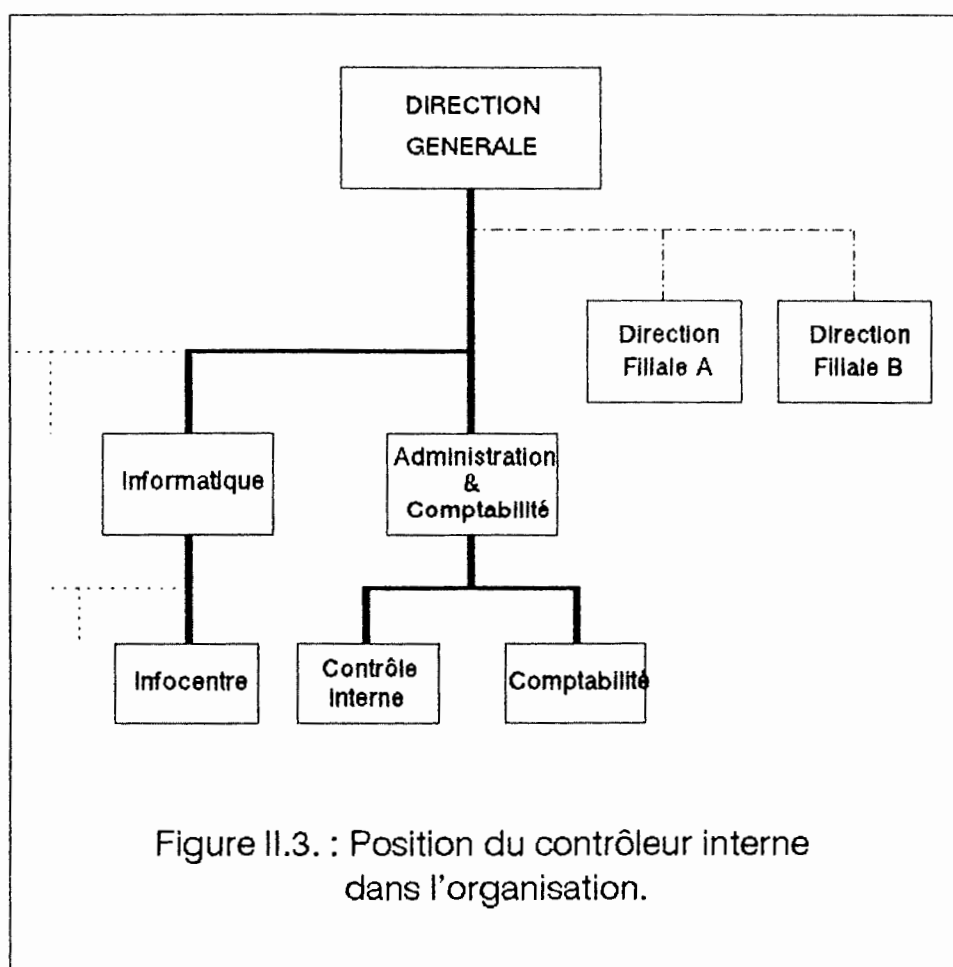 DIRECTION
GENERALE
Direction
Filiale A
Direction
Filiale B
Informatique
Administration
&
Comptabilité
Infocentre
Contrôle
Interne
Comptabilité
Figure II.3. : Position du contrôleur interne
dans l'organisation.